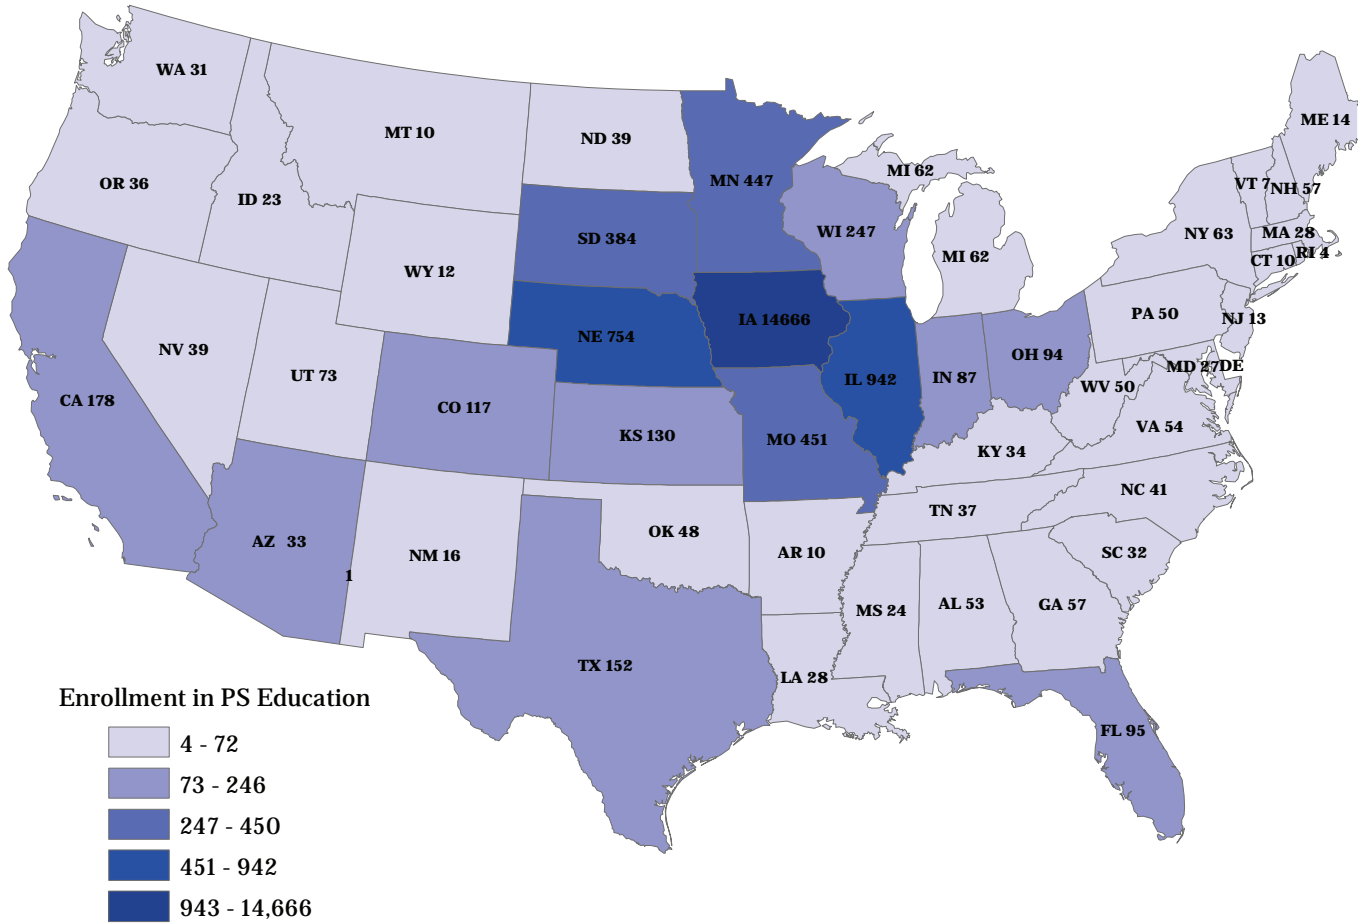 WA 31
MT 10
ND 39
ME 14
OR 36
ID 23
MN 447
MI 62
VT 7
NH 57
SD 384
WI 247
NY 63
MA 28
WY 12
MI 62
CT 10
RI 4
NE 754
IA 14666
PA 50
NJ 13
NV 39
UT 73
OH 94
MD 27
DE
CA 178
CO 117
IL 942
IN 87
WV 50
KS 130
MO 451
VA 54
KY 34
NC 41
AZ 33
1
NM 16
OK 48
TN 37
AR 10
SC 32
MS 24
AL 53
GA 57
TX 152
LA 28
FL 95
Enrollment in PS Education
4 - 72
73 - 246
247 - 450
451 - 942
943 - 14,666